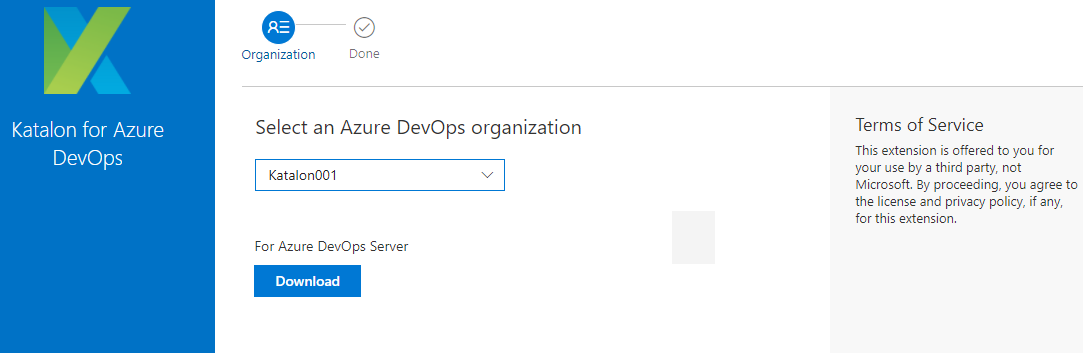 Katalon for Azure
DevOps
Organization
Done
Select an Azure DevOps organization
Katalon001
For Azure DevOps Server
Download
Terms of Service
This extension is offered to you for
your use by a third party, not
Microsoft. By proceeding, you agree to
the license and privacy policy, if any,
for this extension.